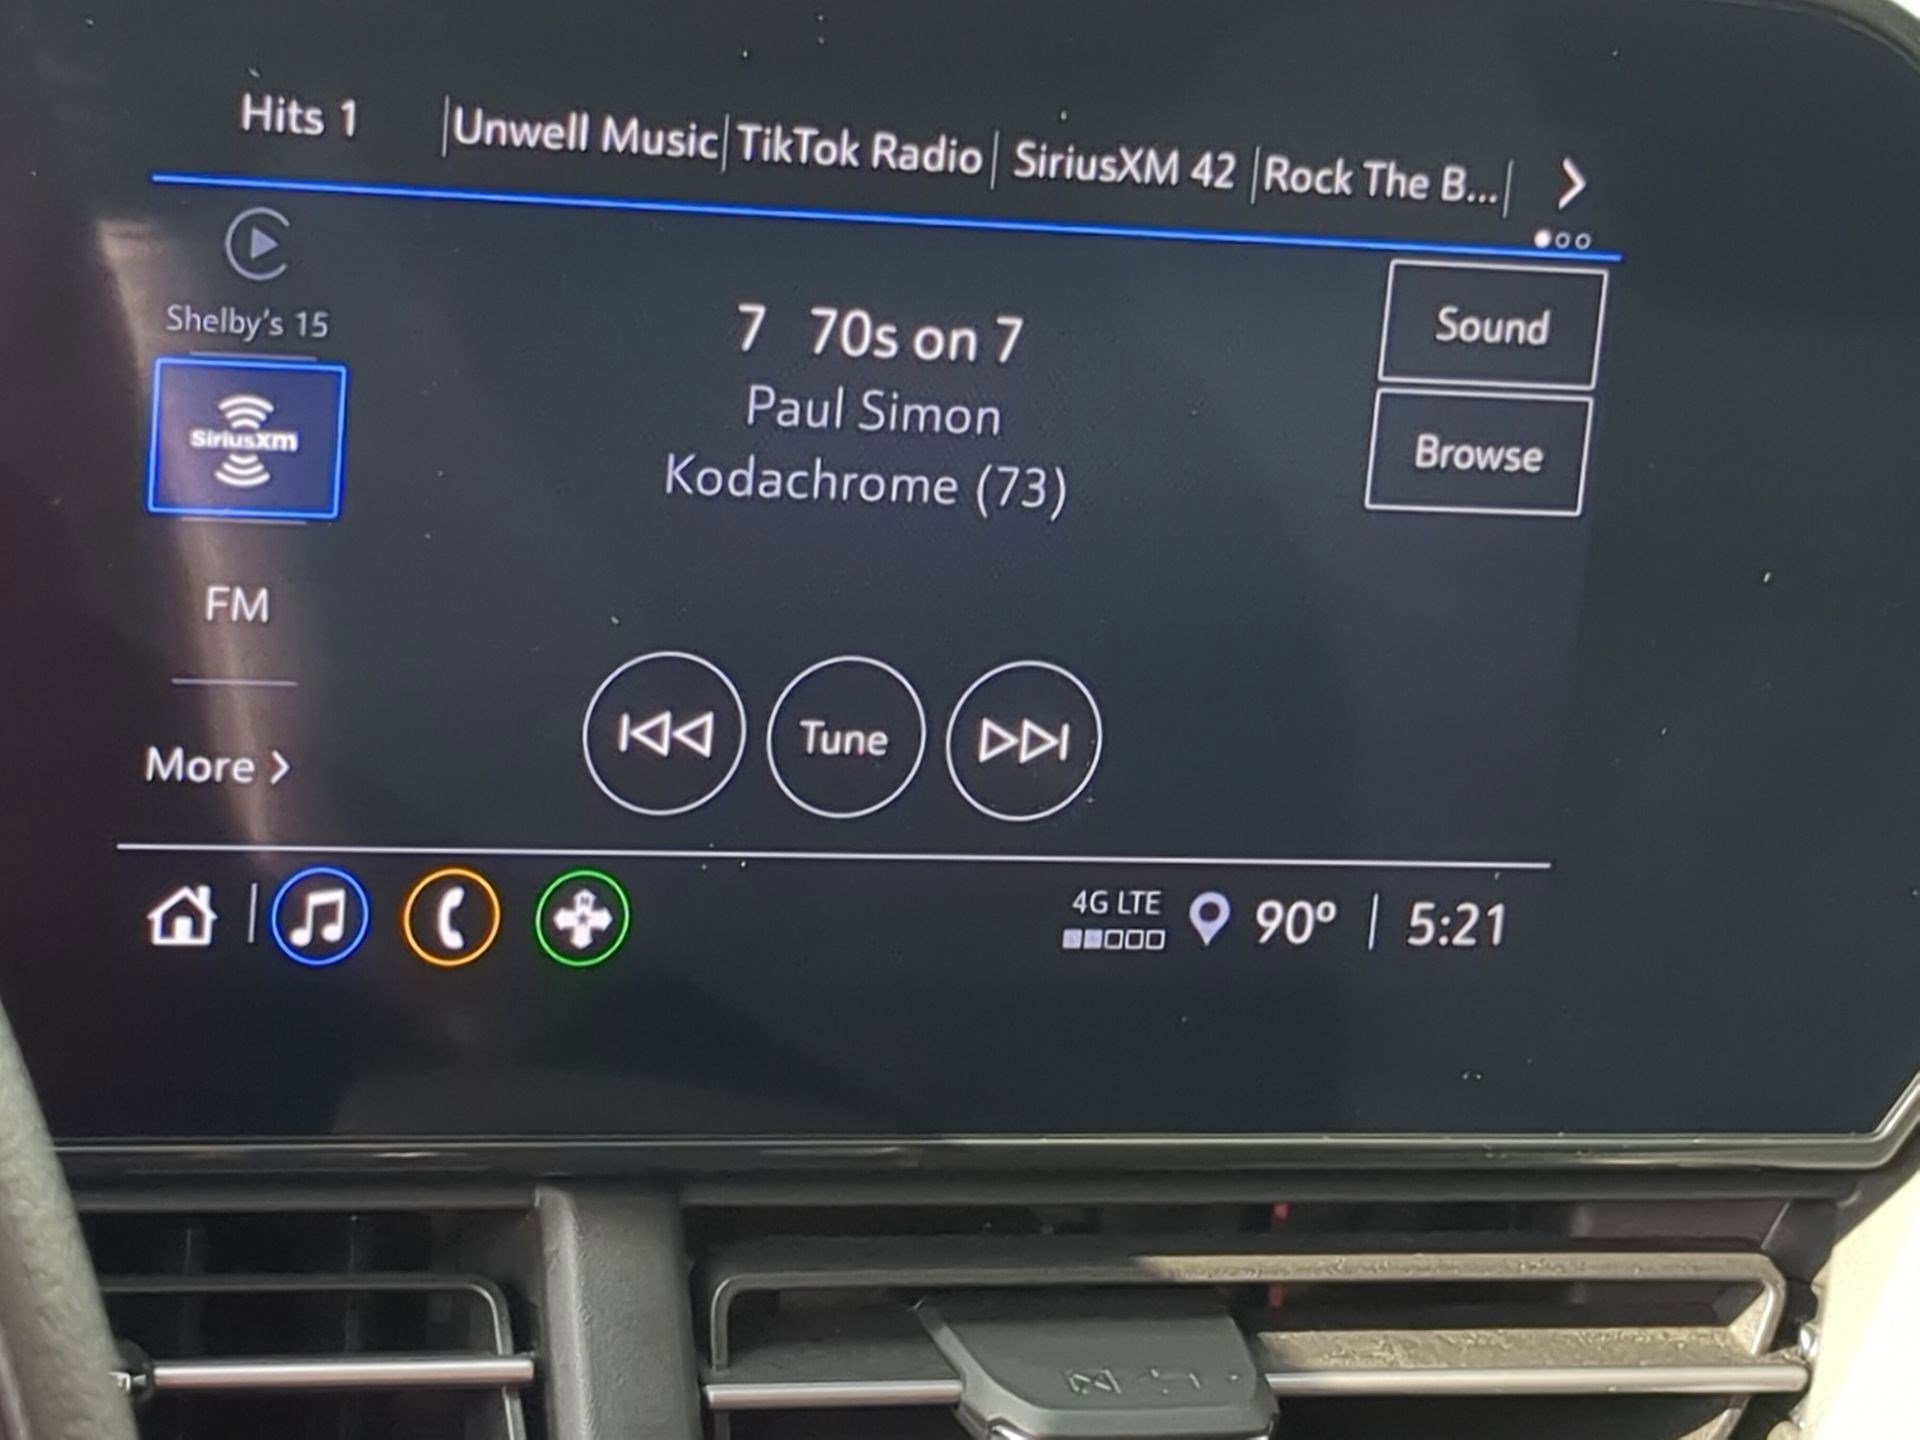 Hits 1 Unwell Music TikTok Radio SiriusXM 42 Rock The B...
Shelby's 15
7 70s on 7
Sound
Paul Simon
SiriusXm
Browse
Kodachrome (73)
FM
Tune
More
4G LTE
90° 5:21